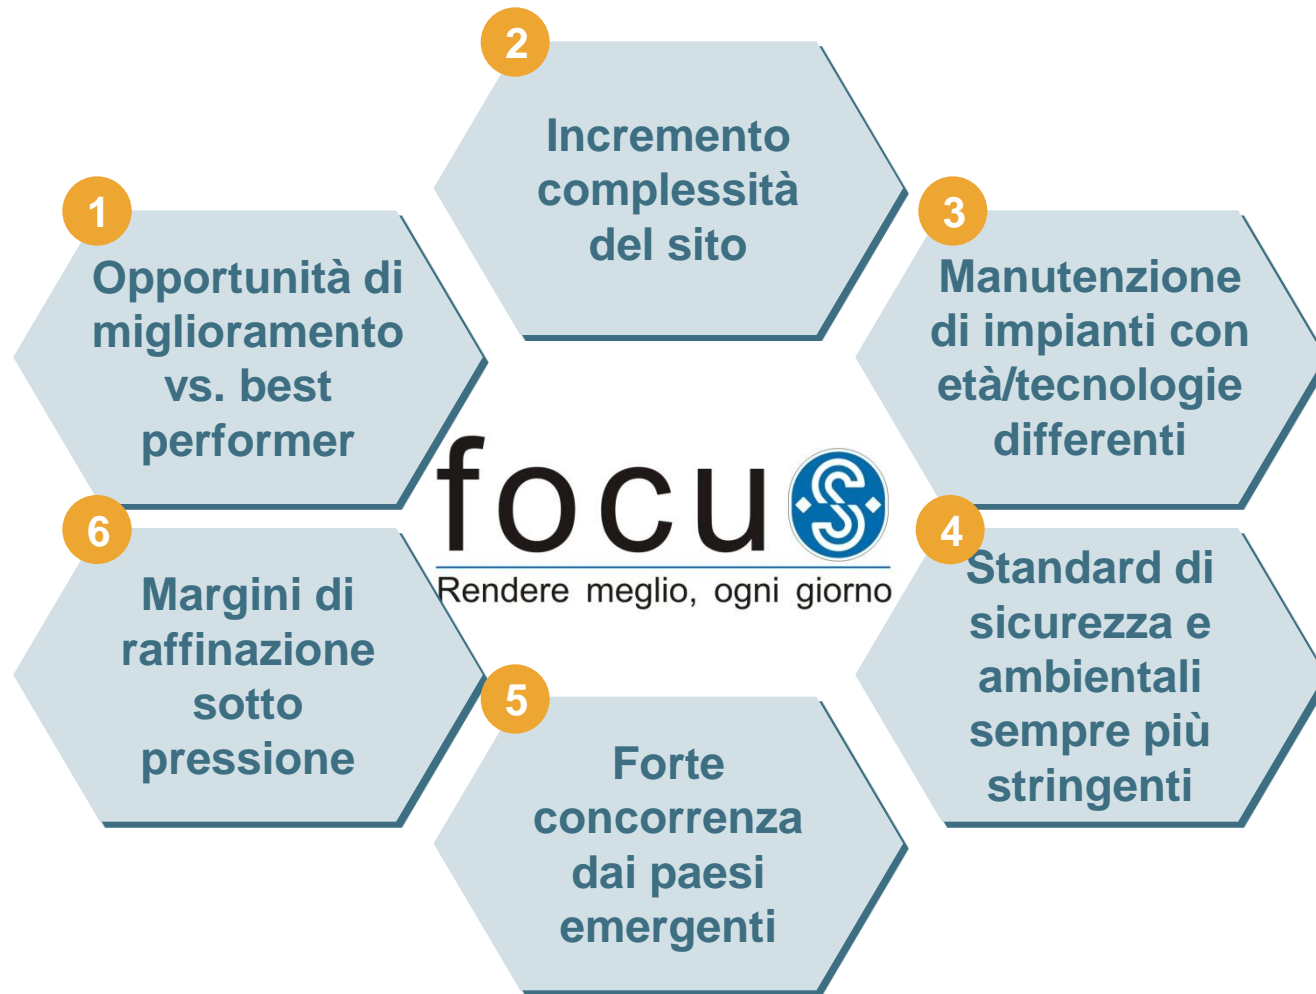 1
Opportunità di
miglioramento
vs. best
performer
2
Incremento
complessità
del sito
3
Manutenzione
di impianti con
età/tecnologie
differenti
4
Standard di
sicurezza e
ambientali
sempre più
stringenti
5
Forte
concorrenza
dai paesi
emergenti
6
Margini di
raffinazione
sotto
pressione
focuS
Rendere meglio, ogni giorno